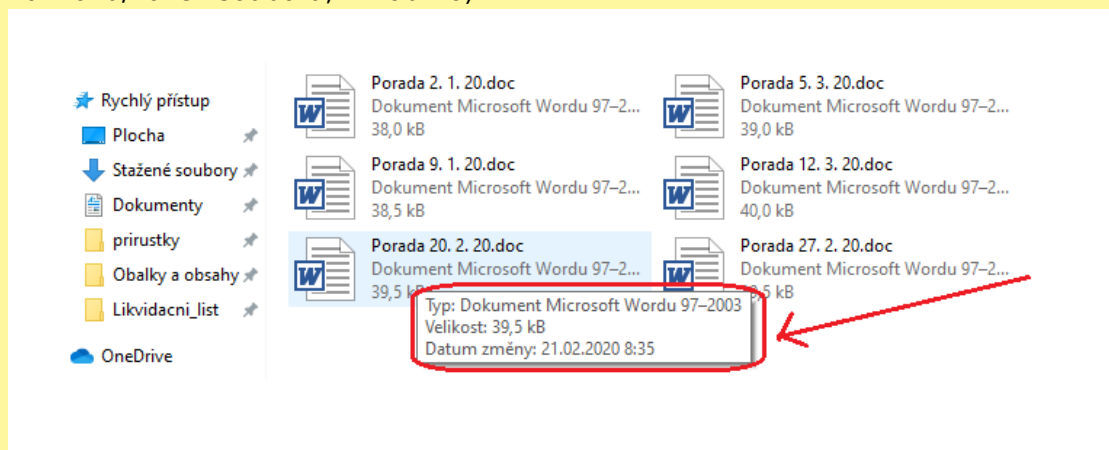 Rychlý přístup
Plocha
Stažené soubory
Dokumenty
prirustky
Obalky a obsahy
Likvidacni_list
OneDrive
Porada 2. 1. 20.doc
Dokument Microsoft Wordu 97–2...
38,0 kB
Porada 5. 3. 20.doc
Dokument Microsoft Wordu 97–2...
39,0 kB
Porada 9. 1. 20.doc
Dokument Microsoft Wordu 97–2...
38,5 kB
Porada 12. 3. 20.doc
Dokument Microsoft Wordu 97–2...
40,0 kB
Porada 20. 2. 20.doc
Dokument Microsoft Wordu 97–2...
39,5 kB
Porada 27. 2. 20.doc
Dokument Microsoft Wordu 97–2...
kB
Typ: Dokument Microsoft Wordu 97–2003
Velikost: 39,5 kB
Datum změny: 21.02.2020 8:35